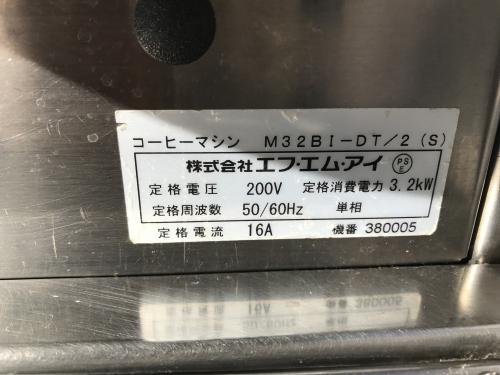 コーヒーマシン M32BI-DT/2(S)
株式会社エフ・エム・アイ PSE
定格電圧 200V 定格消費電力 3.2kW
定格周波数 50/60Hz 単相
定格電流 16A 機番 380005